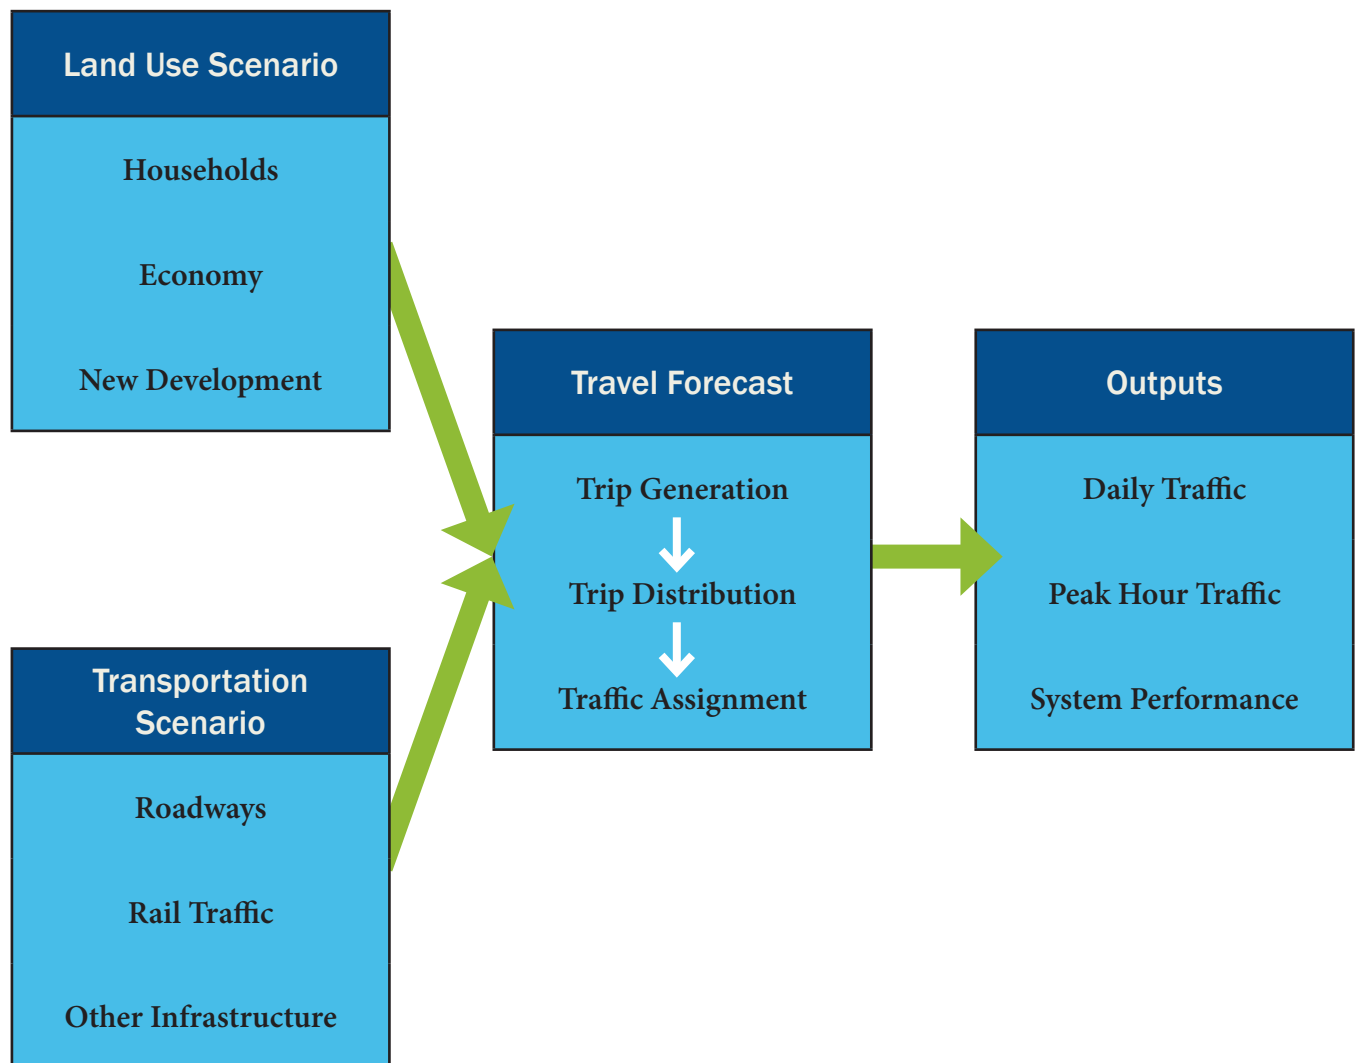 Land Use Scenario
Households
Economy
New Development
Transportation
Scenario
Roadways
Rail Traffic
Other Infrastructure
Travel Forecast
Trip Generation
Trip Distribution
Traffic Assignment
Outputs
Daily Traffic
Peak Hour Traffic
System Performance